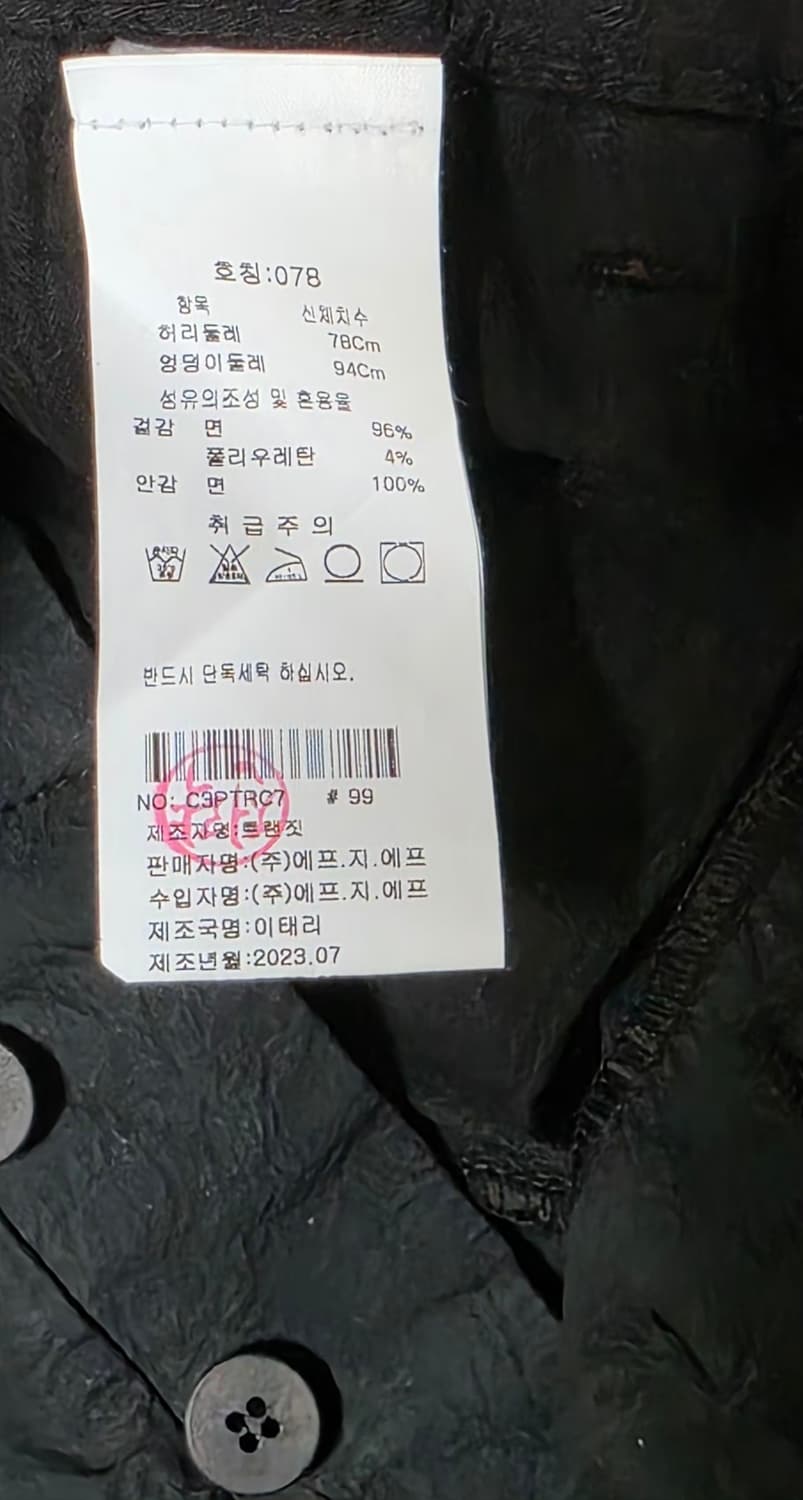 호칭:078
항목 신체치수
허리둘레 78Cm
엉덩이둘레 94Cm
섬유의조성 및 혼용율
겉감 면 96%
폴리우레탄 4%
안감 면 100%
취급주의
반드시 단독세탁 하십시오.
NO: C3PTRC7 # 99
제조자명:트랜짓
판매자명:(주)에프.지.에프
수입자명:(주)에프.지.에프
제조국명:이태리
제조년월:2023.07